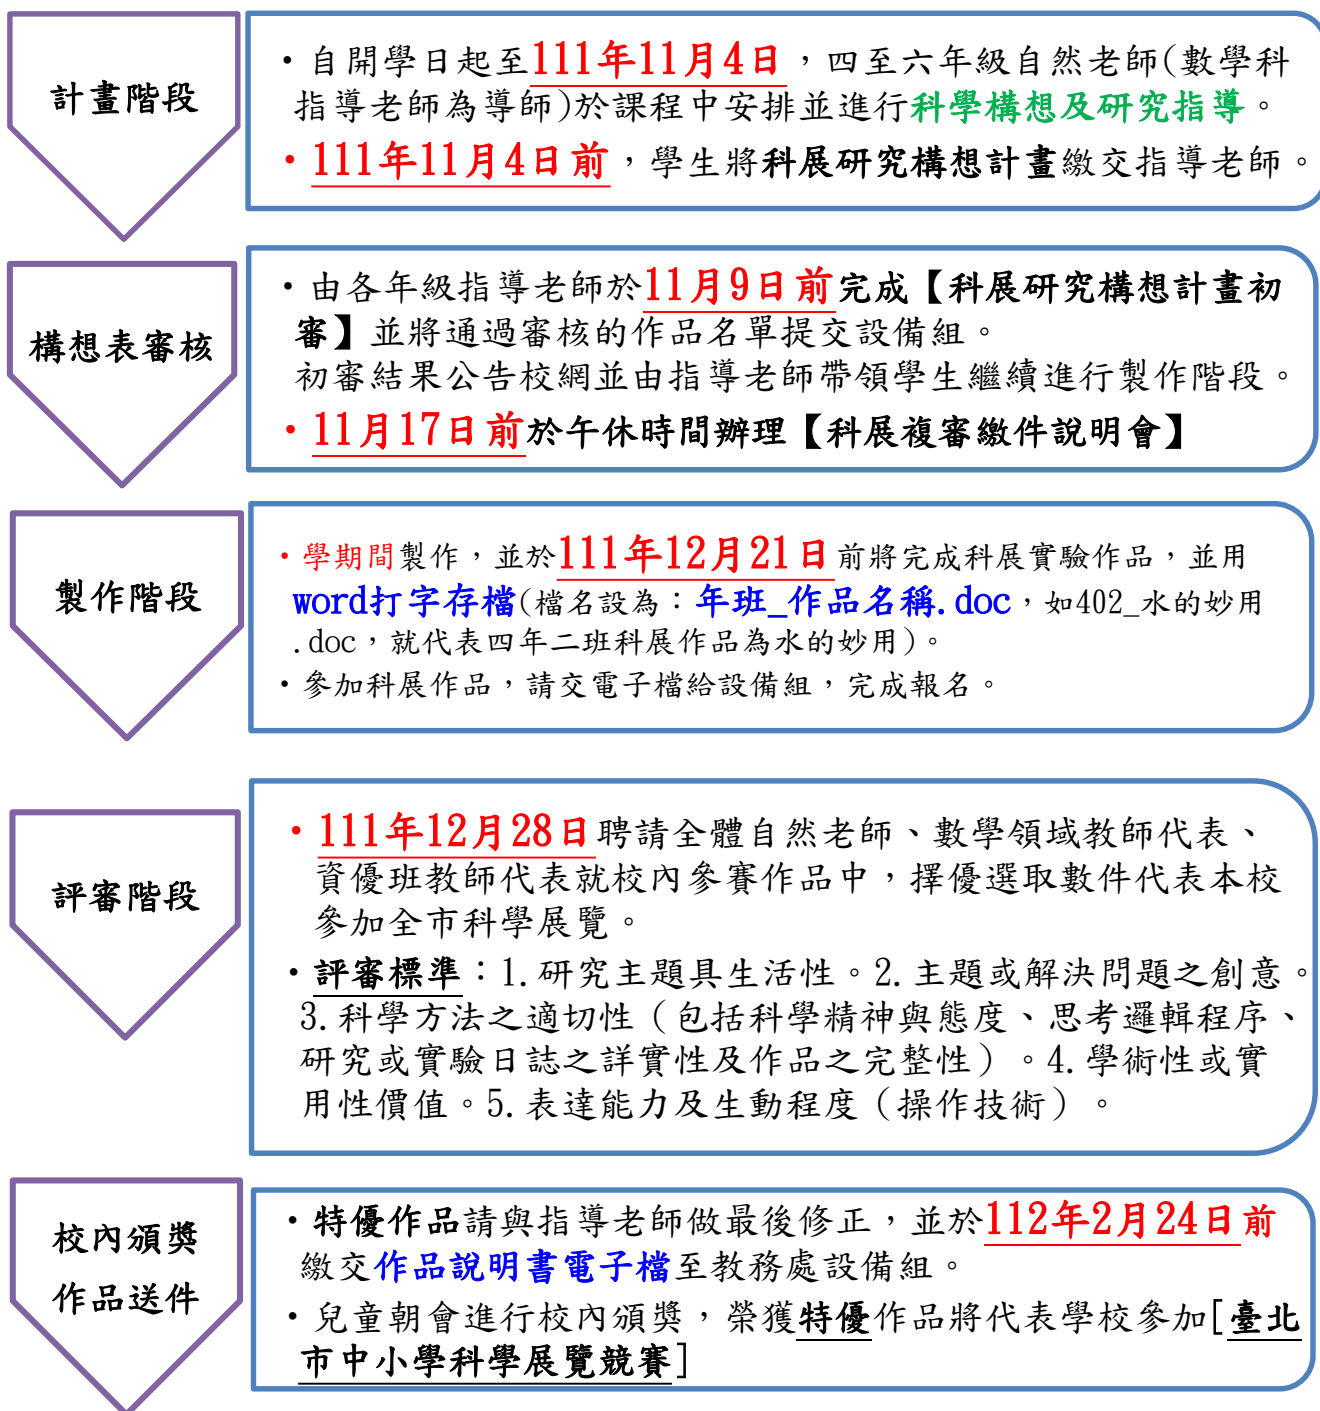 計畫階段
・自開學日起至111年11月4日，四至六年級自然老師(數學科
指導老師為導師)於課程中安排並進行科學構想及研究指導。
・111年11月4日前，學生將科展研究構想計畫繳交指導老師。
構想表審核
・由各年級指導老師於11月9日前完成【科展研究構想計畫初
審】並將通過審核的作品名單提交設備組。
初審結果公告校網並由指導老師帶領學生繼續進行製作階段。
・11月17日前於午休時間辦理【科展複審繳件說明會】
製作階段
・學期間製作，並於111年12月21日前將完成科展實驗作品，並用
word打字存檔(檔名設為：年班_作品名稱.doc，如402_水的妙用
.doc，就代表四年二班科展作品為水的妙用)。
・參加科展作品，請交電子檔給設備組，完成報名。
評審階段
・111年12月28日聘請全體自然老師、數學領域教師代表、
資優班教師代表就校內參賽作品中，擇優選取數件代表本校
參加全市科學展覽。
・評審標準：1.研究主題具生活性。2.主題或解決問題之創意。
3.科學方法之適切性（包括科學精神與態度、思考邏輯程序、
研究或實驗日誌之詳實性及作品之完整性）。4.學術性或實
用性價值。5.表達能力及生動程度（操作技術）。
校內頒獎
作品送件
・特優作品請與指導老師做最後修正，並於112年2月24日前
繳交作品說明書電子檔至教務處設備組。
・兒童朝會進行校內頒獎，榮獲特優作品將代表學校參加[臺北
市中小學科學展覽競賽]